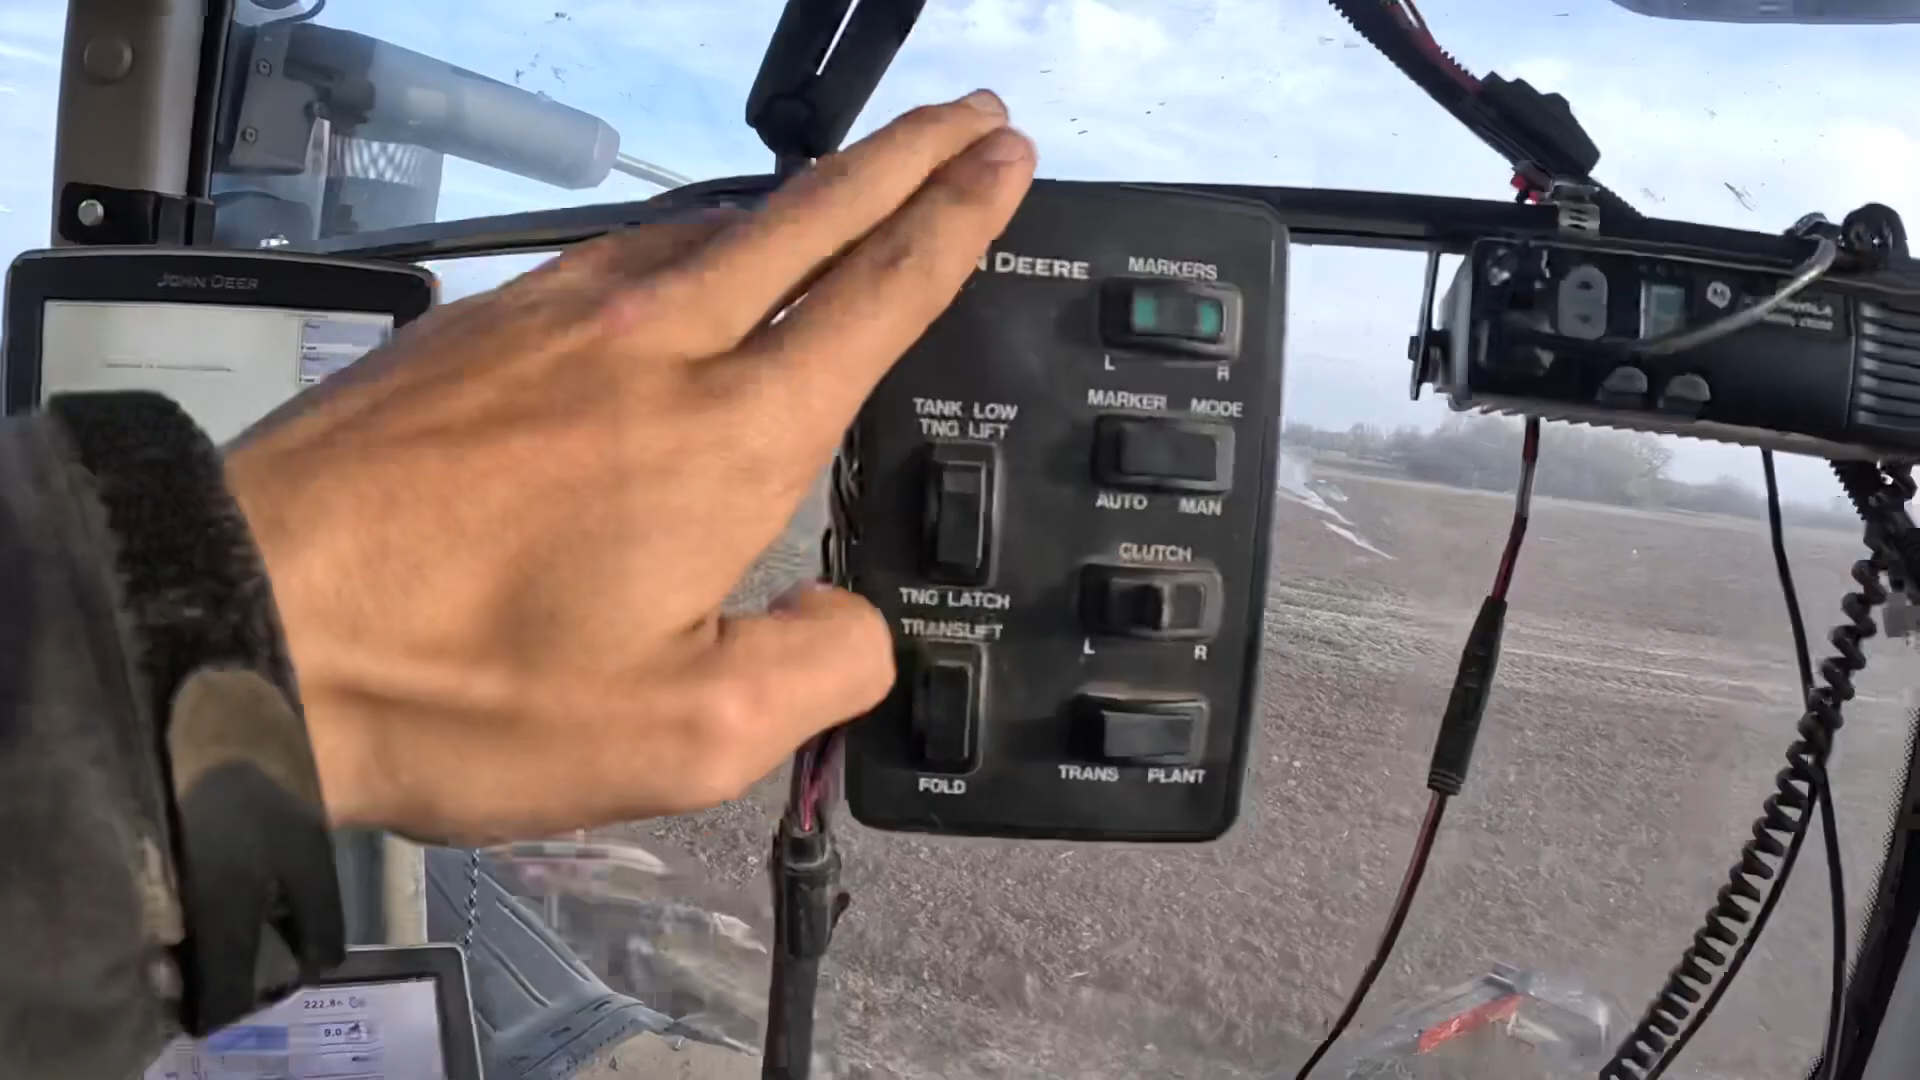 JOHN DEER
N DEERE
MARKERS
L R
MARKER MODE
AUTO MAN
TANK LOW
TNG LIFT
TNG LATCH
CLUTCH
L R
TRANSLIFT
FOLD
TRANS PLANT
222.8
9.0